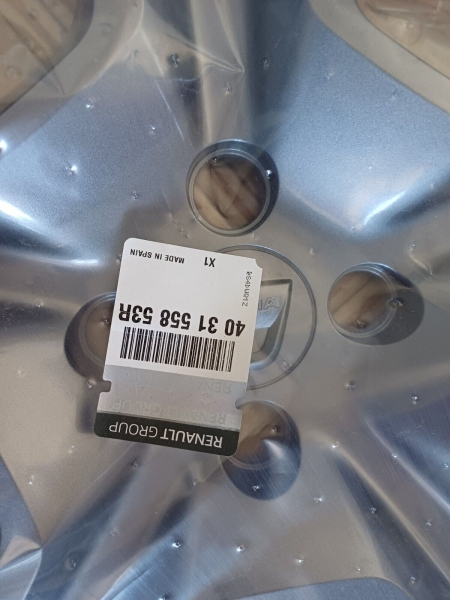 RENAULT GROUP
40 31 558 53R
X1
MADE IN SPAIN